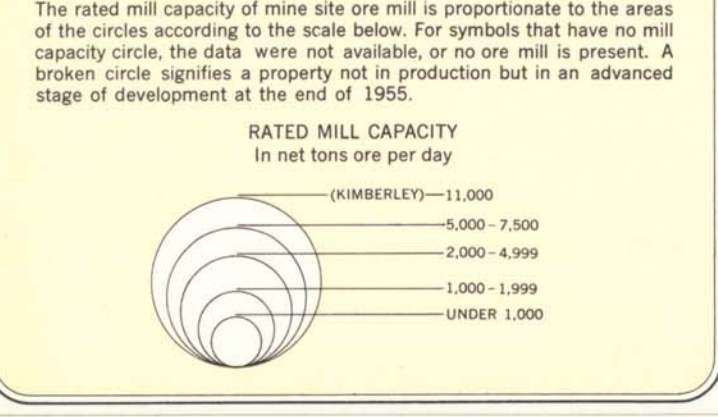 The rated mill capacity of mine site ore mill is proportionate to the areas
of the circles according to the scale below. For symbols that have no mill
capacity circle, the data were not available, or no ore mill is present. A
broken circle signifies a property not in production but in an advanced
stage of development at the end of 1955.
RATED MILL CAPACITY
In net tons ore per day
(KIMBERLEY)—11,000
5,000 – 7,500
2,000 – 4,999
1,000 – 1,999
UNDER 1,000